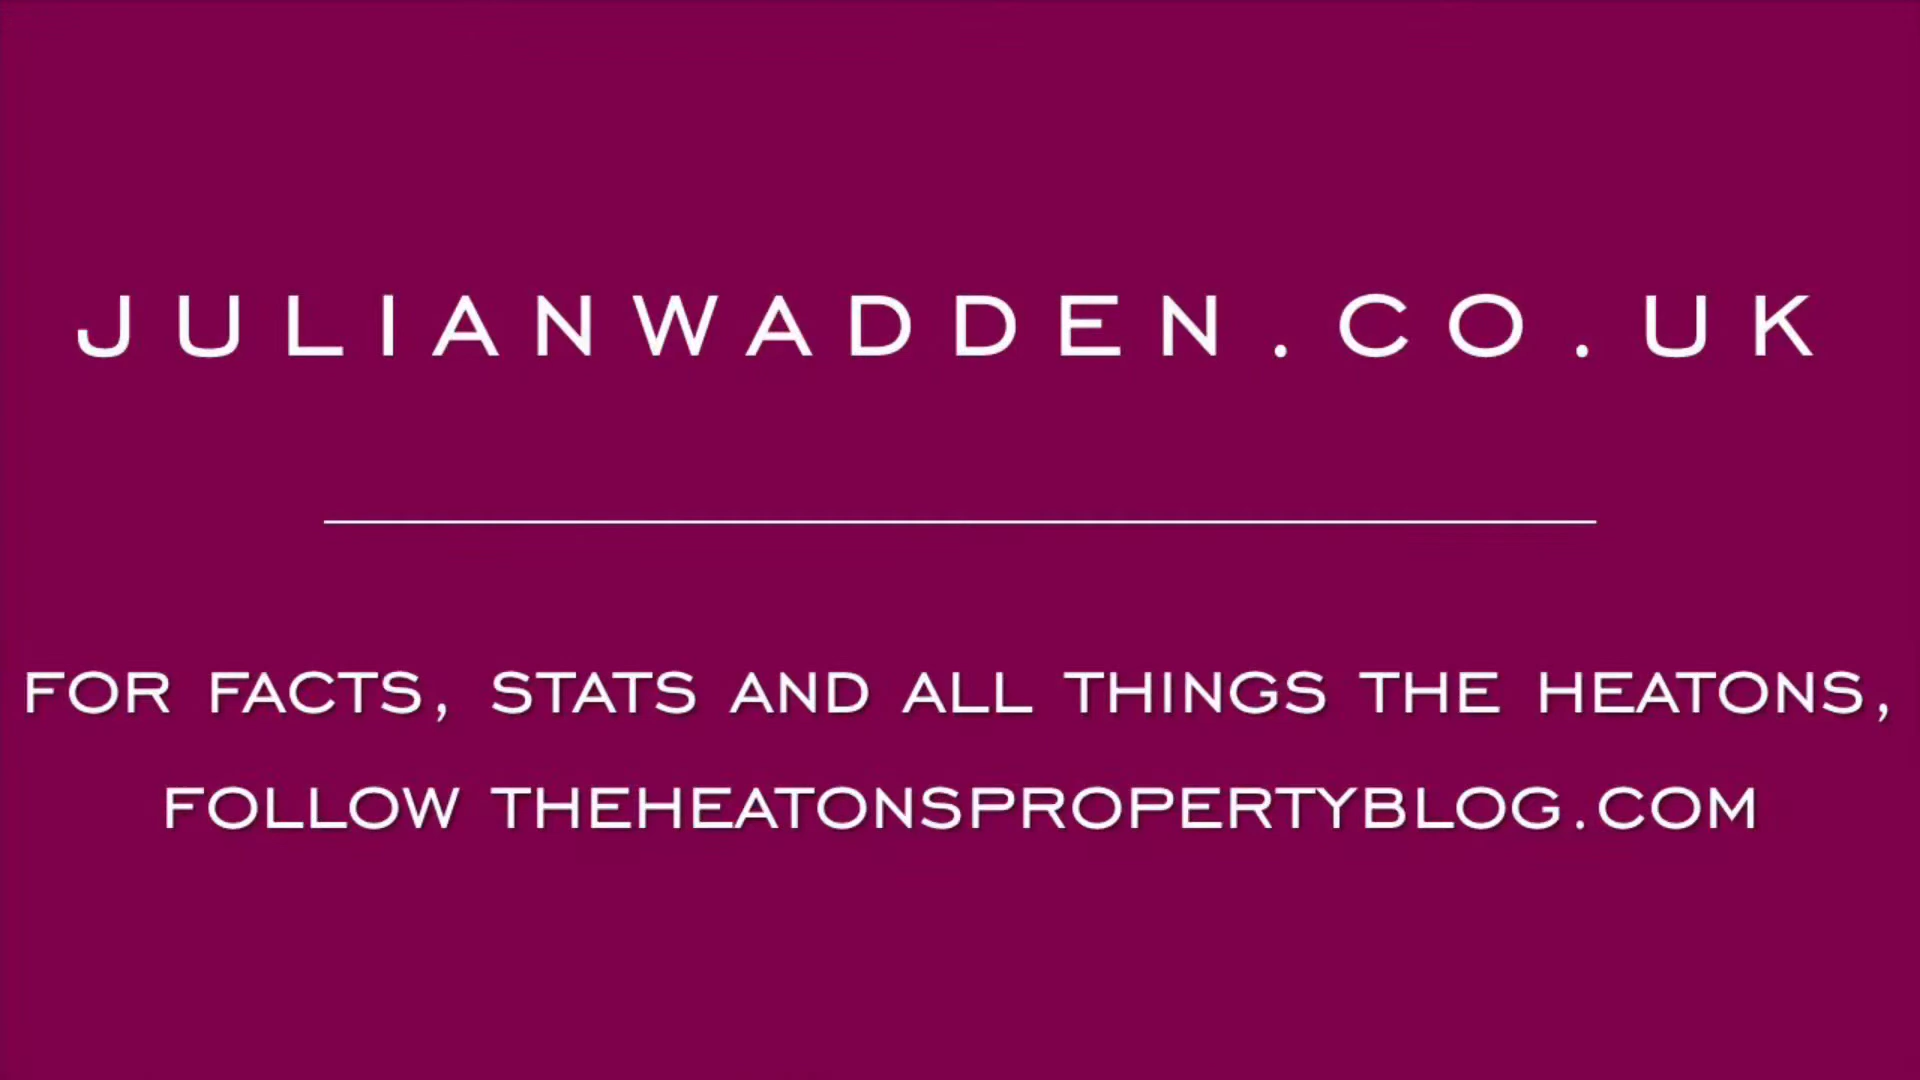 JULIANWADDEN.CO.UK
FOR FACTS, STATS AND ALL THINGS THE HEATONS,
FOLLOW THEHEATONSPROPERTYBLOG.COM